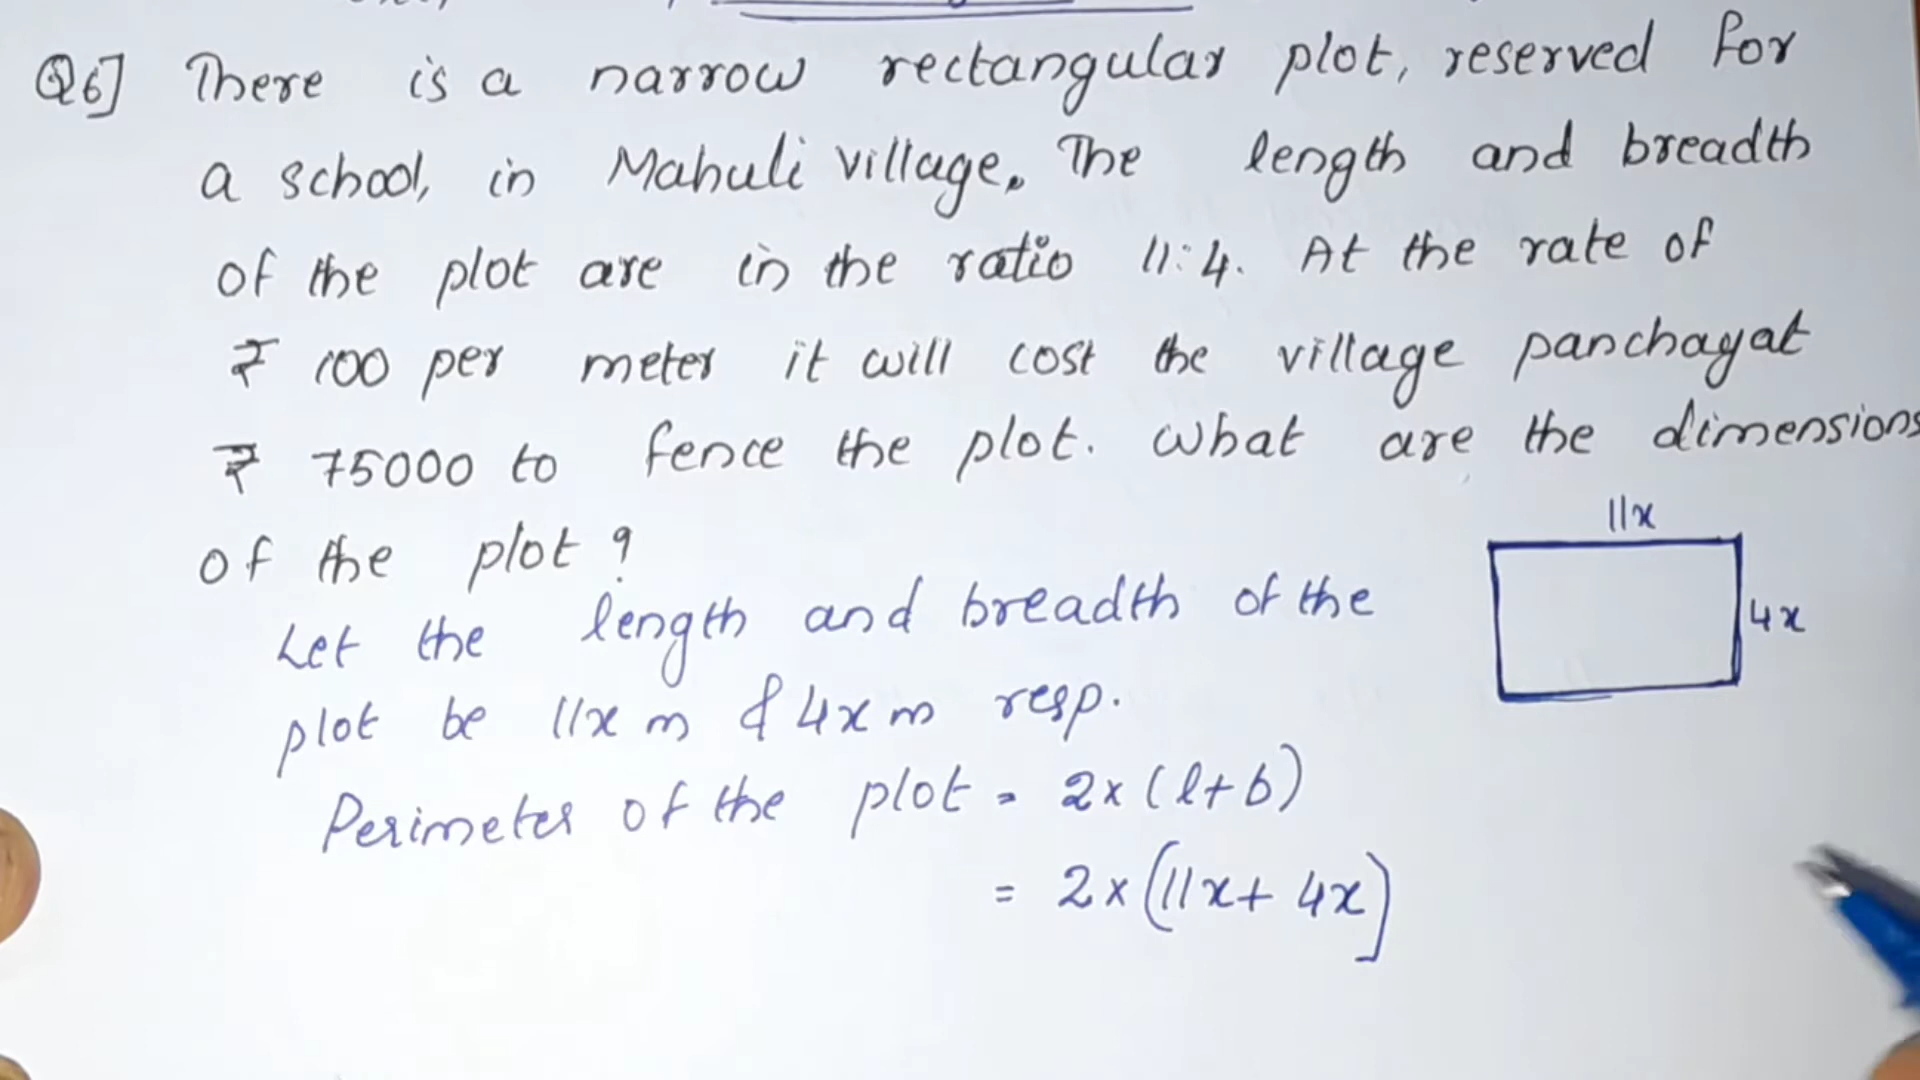 Q6] There is a narrow rectangular plot, reserved for
a school, in Mahuli village. The length and breadth
of the plot are in the ratio 11:4. At the rate of
₹ 100 per meter it will cost the village panchayat
₹ 75000 to fence the plot. What are the dimensions
of the plot?
11x
4x
Let the length and breadth of the
plot be 11x m & 4x m resp.
Perimeter of the plot = 2x (l+b)
= 2x (11x + 4x)